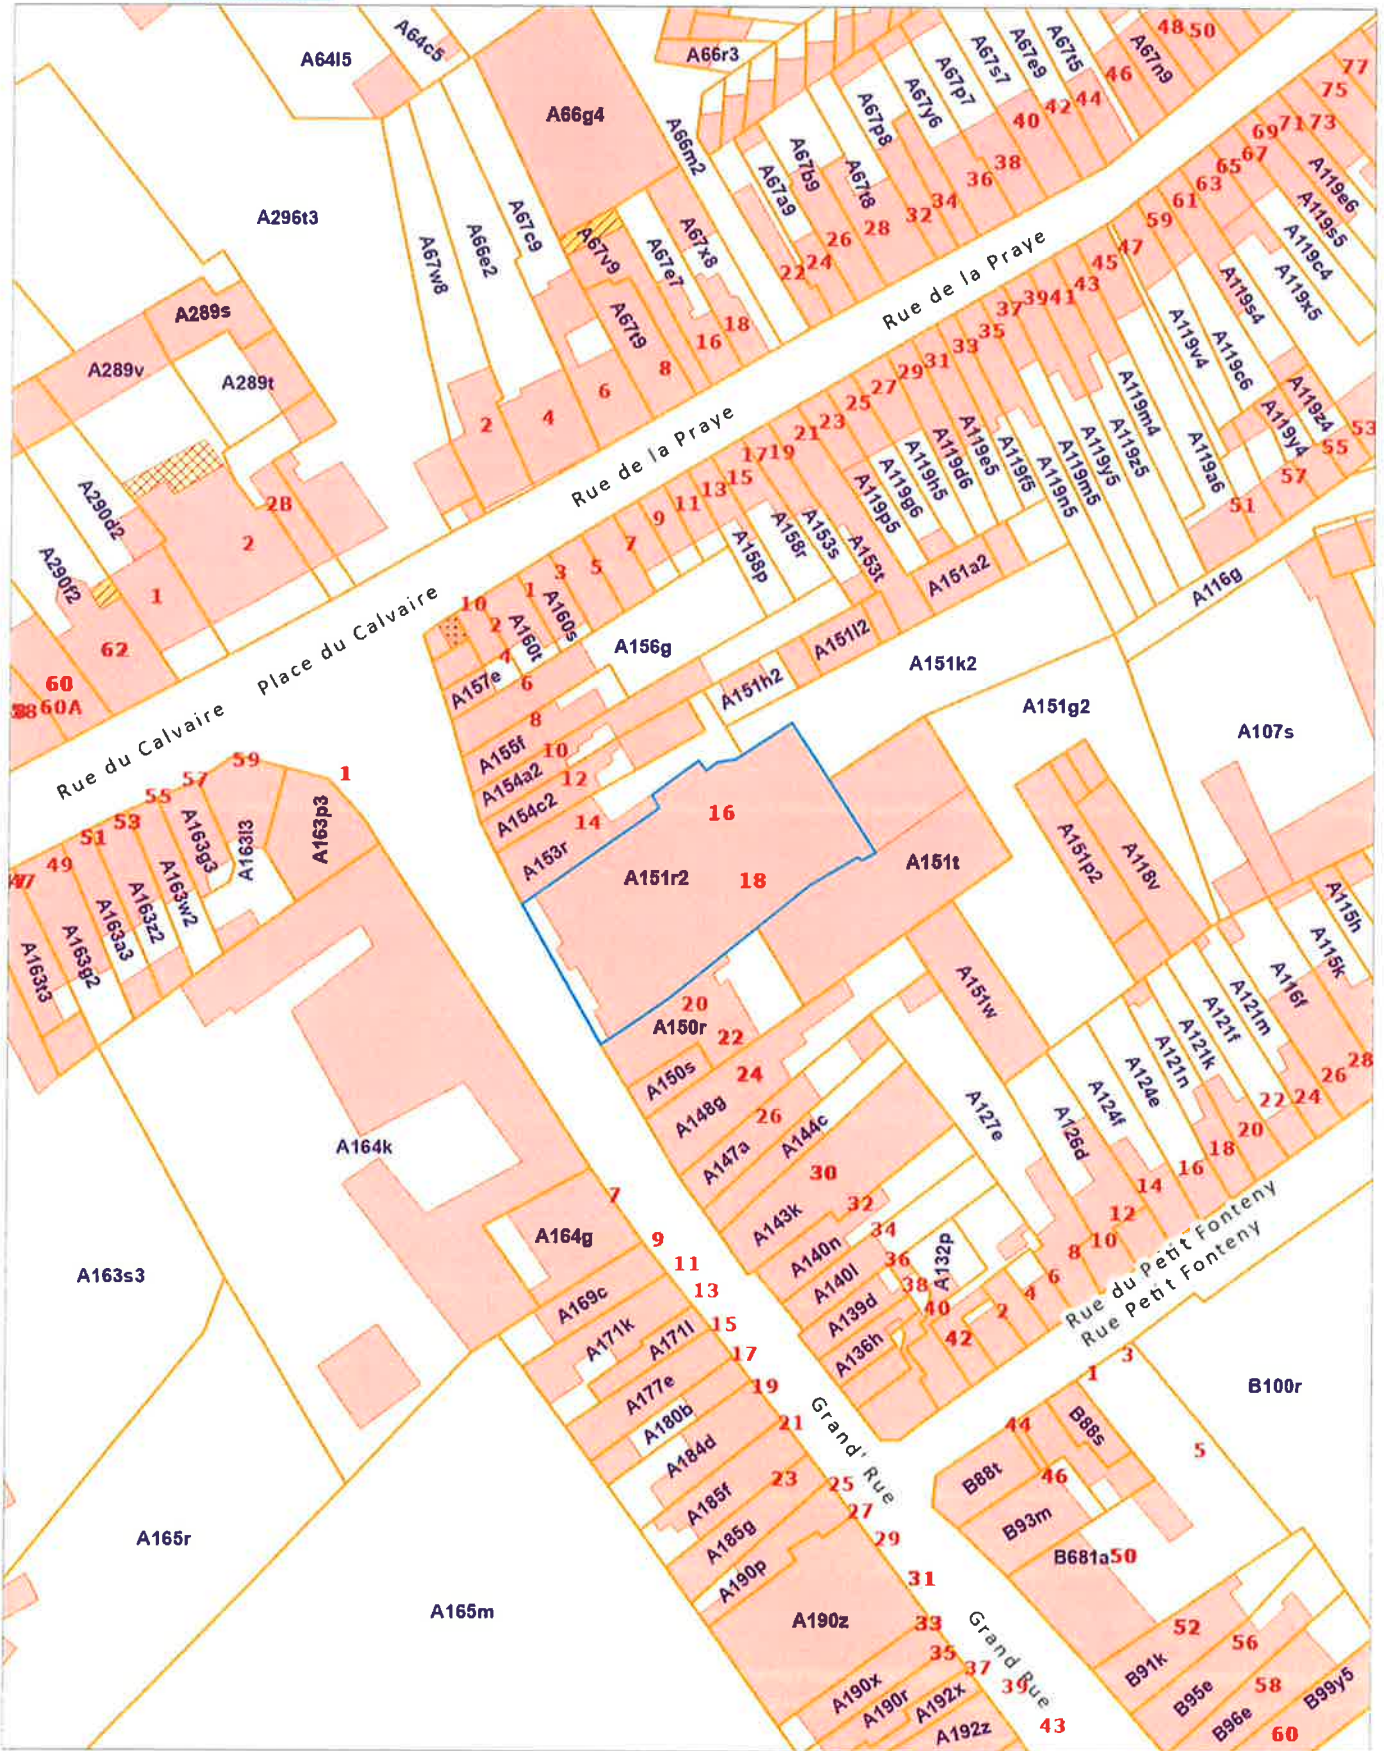 A64l5
A64c5
A66g4
A66r3
A66m2
A67a9
A67b9
A67t8
A67p8
A67y6
A67p7
A67s7
A67e9
A67t5
A67n9
48
50
46
44
42
40
38
36
34
32
28
26
24
22
77
75
73
71
69
67
65
63
61
59
47
45
43
41
39
37
35
33
31
29
27
25
23
21
19
17
15
13
11
9
7
5
3
1
A296t3
A67w8
A66e2
A67c9
A67v9
A67e7
A67x8
A67t9
18
16
8
6
4
2
Rue de la Praye
Rue de la Praye
A119e6
A119s5
A119c4
A119x5
A119s4
A119c6
A119v4
A119z4
A119y4
53
55
57
51
A119a6
A119m4
A119z5
A119y5
A119m5
A119n5
A119f5
A119e5
A119d6
A119h5
A119g6
A119p5
A289s
A289v
A289t
A290d2
A290f2
2B
2
1
62
60
60A
Place du Calvaire
Rue du Calvaire
A158p
A158r
A153s
A153t
A151a2
A116g
10
2
4
A160t
A160s
A157e
6
8
A156g
A151h2
A151l2
A151k2
A151g2
A107s
A155f
10
A154a2
12
A154c2
14
A153r
16
A151r2
18
A151t
A151p2
A118v
A151w
59
57
55
53
51
49
47
1
A163p3
A163l3
A163g3
A163w2
A163z2
A163a3
A163g2
A163t3
20
A150r
22
A150s
24
A148g
26
A147a
A144c
30
A143k
32
34
A140n
36
A140l
38
A139d
40
A136h
42
A132p
A127e
A126d
A124f
A124e
A121n
A121k
A121f
A121m
A116f
A115k
A115h
28
26
24
22
20
18
16
14
12
10
8
6
4
2
Rue du Petit Fonteny
Rue Petit Fonteny
A164k
A163s3
A164g
7
9
11
13
15
17
19
21
23
25
27
29
31
33
35
37
39
43
A169c
A171k
A171l
A177e
A180b
A184d
A185f
A185g
A190p
A190z
A190x
A190r
A192x
A192z
A165r
A165m
Grand' Rue
Grand Rue
3
1
5
B100r
B88s
44
B88t
46
B93m
B681a
50
52
B91k
56
B95e
58
B96e
60
B99y5